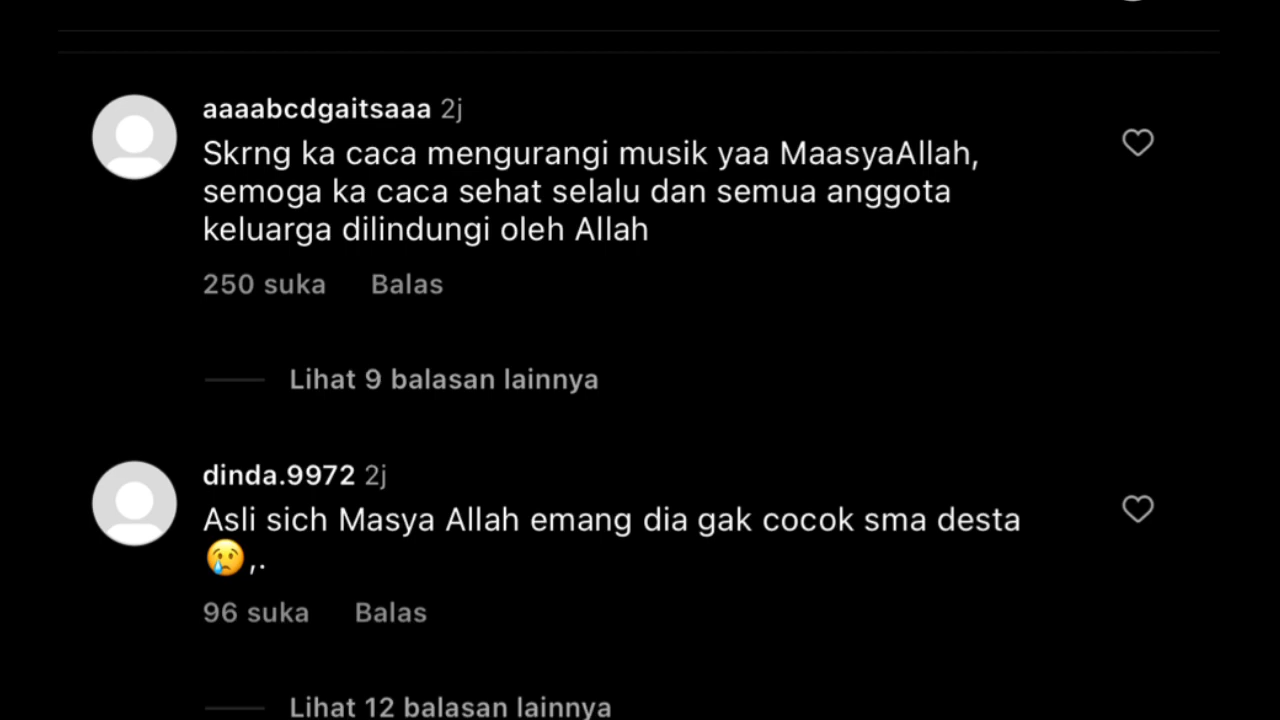 aaaabcdgaitsaaa 2j
Skrng ka caca mengurangi musik yaa MaasyaAllah,
semoga ka caca sehat selalu dan semua anggota
keluarga dilindungi oleh Allah
250 suka Balas
Lihat 9 balasan lainnya
dinda.9972 2j
Asli sich Masya Allah emang dia gak cocok sma desta
😢,.
96 suka Balas
Lihat 12 balasan lainnya